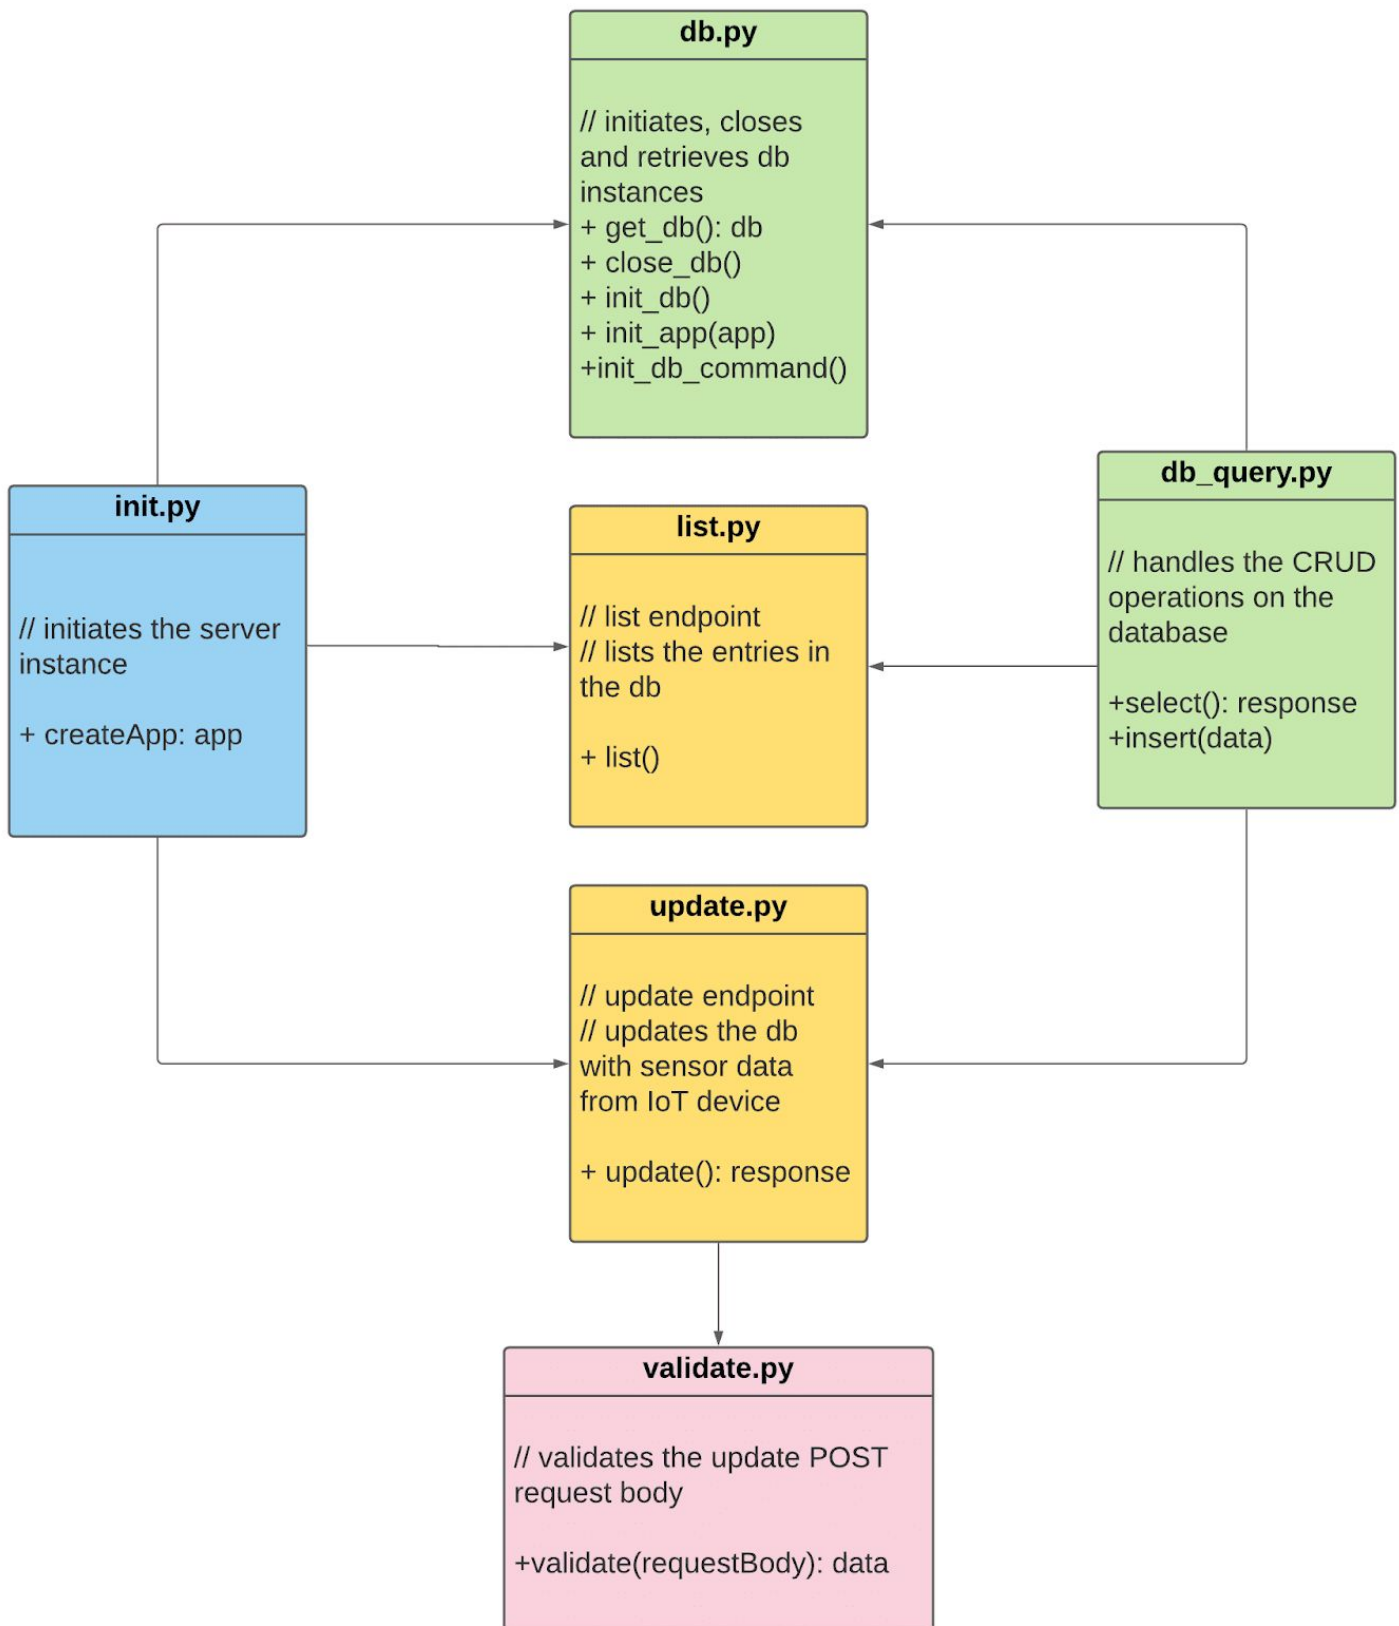 db.py
// initiates, closes
and retrieves db
instances
+ get_db(): db
+ close_db()
+ init_db()
+ init_app(app)
+init_db_command()
init.py
// initiates the server
instance
+ createApp: app
list.py
// list endpoint
// lists the entries in
the db
+ list()
db_query.py
// handles the CRUD
operations on the
database
+select(): response
+insert(data)
update.py
// update endpoint
// updates the db
with sensor data
from IoT device
+ update(): response
validate.py
// validates the update POST
request body
+validate(requestBody): data